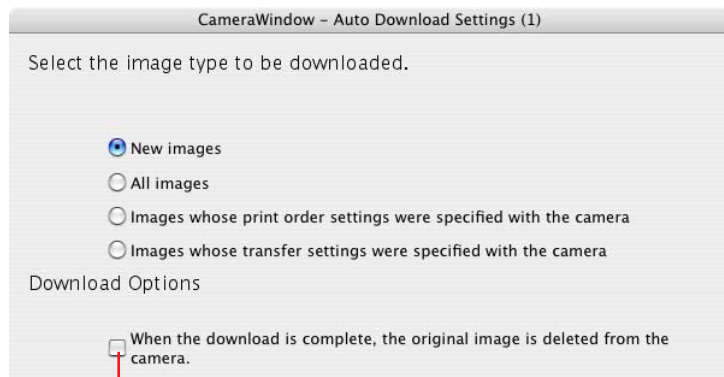 CameraWindow – Auto Download Settings (1)
Select the image type to be downloaded.
New images
All images
Images whose print order settings were specified with the camera
Images whose transfer settings were specified with the camera
Download Options
When the download is complete, the original image is deleted from the
camera.